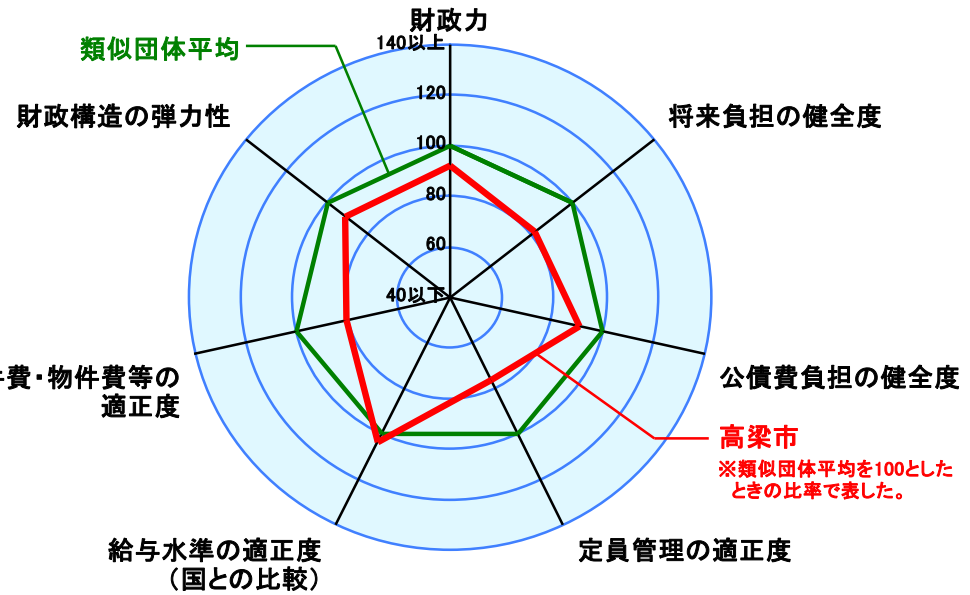 財政力
140以上
類似団体平均
120
財政構造の弾力性
将来負担の健全度
100
80
60
40以下
費・物件費等の
適正度
公債費負担の健全度
高梁市
※類似団体平均を100とした
ときの比率で表した。
給与水準の適正度
（国との比較）
定員管理の適正度